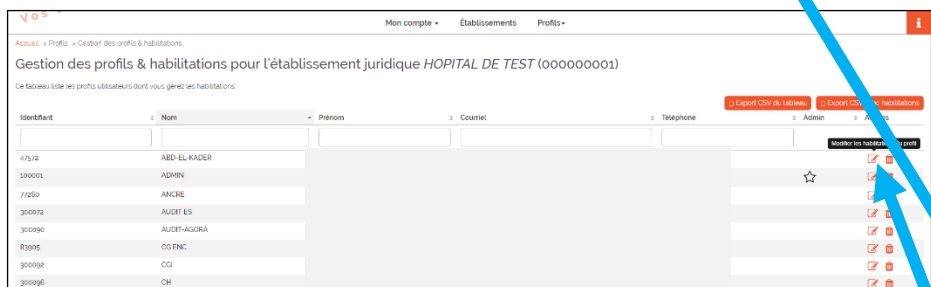 Vos
Mon compte Établissements Profils
i
Accueil > Profils > Gestion des profils & habilitations
Gestion des profils & habilitations pour l'établissement juridique HOPITAL DE TEST (000000001)
Ce tableau liste les profils utilisateurs dont vous gérez les habilitations.
Export CSV du tableau Export CSV habilitations
Identifiant Nom Prénom Courriel Téléphone Admin
Modifier les habilitations du profil
47572 ABD-EL-KADER
100001 ADMIN
77260 ANCRE
300072 AUDIT ES
300090 AUDIT-AGORA
83905 CG ENC
300092 CGI
300096 CH